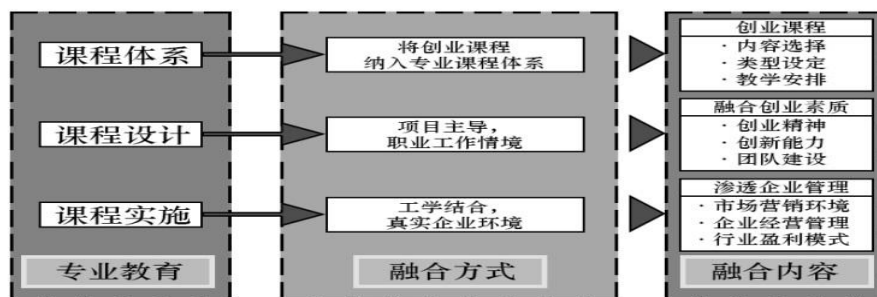 课程体系
将创业课程
纳入专业课程体系
创业课程
· 内容选择
· 类型设定
· 教学安排
课程设计
项目主导，
职业工作情境
融合创业素质
· 创业精神
· 创新能力
· 团队建设
课程实施
工学结合，
真实企业环境
渗透企业管理
· 市场营销环境
· 企业经营管理
· 行业盈利模式
专业教育
融合方式
融合内容